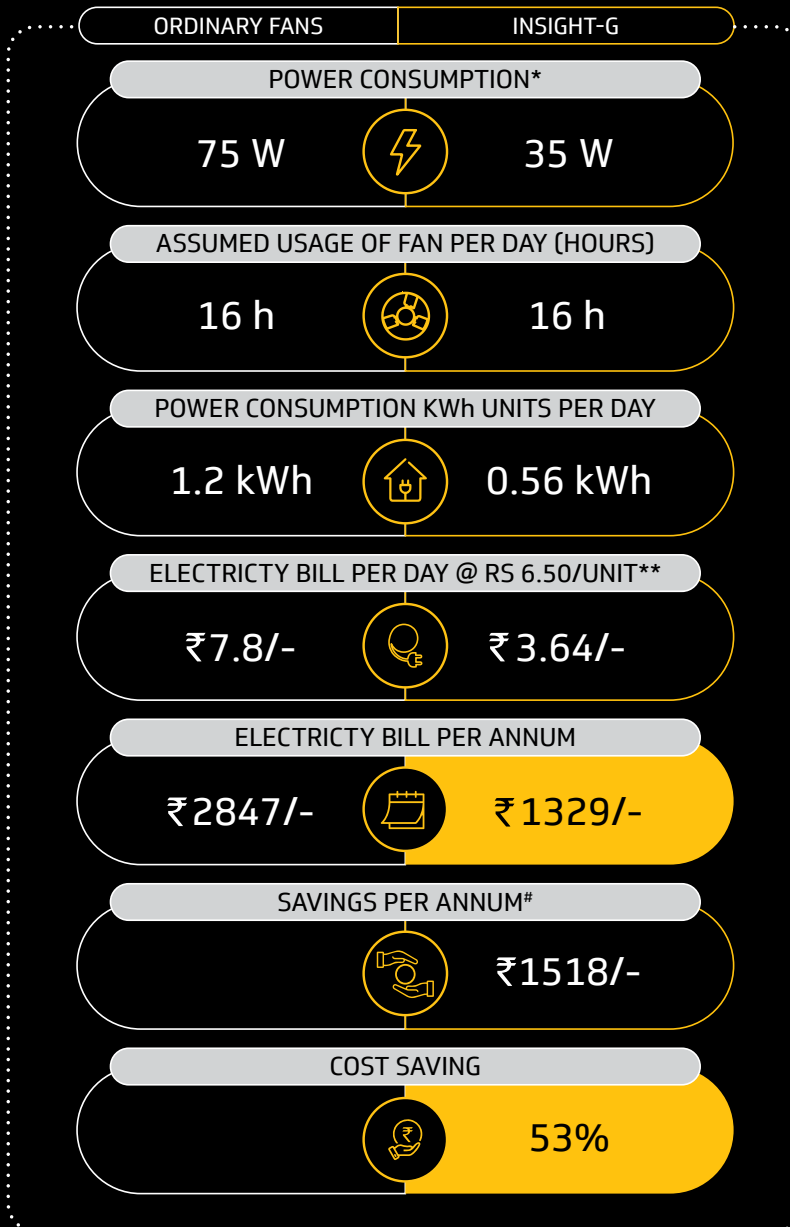 ORDINARY FANS INSIGHT-G
POWER CONSUMPTION*
75 W 35 W
ASSUMED USAGE OF FAN PER DAY (HOURS)
16 h 16 h
POWER CONSUMPTION KWh UNITS PER DAY
1.2 kWh 0.56 kWh
ELECTRICTY BILL PER DAY @ RS 6.50/UNIT**
₹7.8/- ₹3.64/-
ELECTRICTY BILL PER ANNUM
₹2847/- ₹1329/-
SAVINGS PER ANNUM#
₹1518/-
COST SAVING
₹
53%